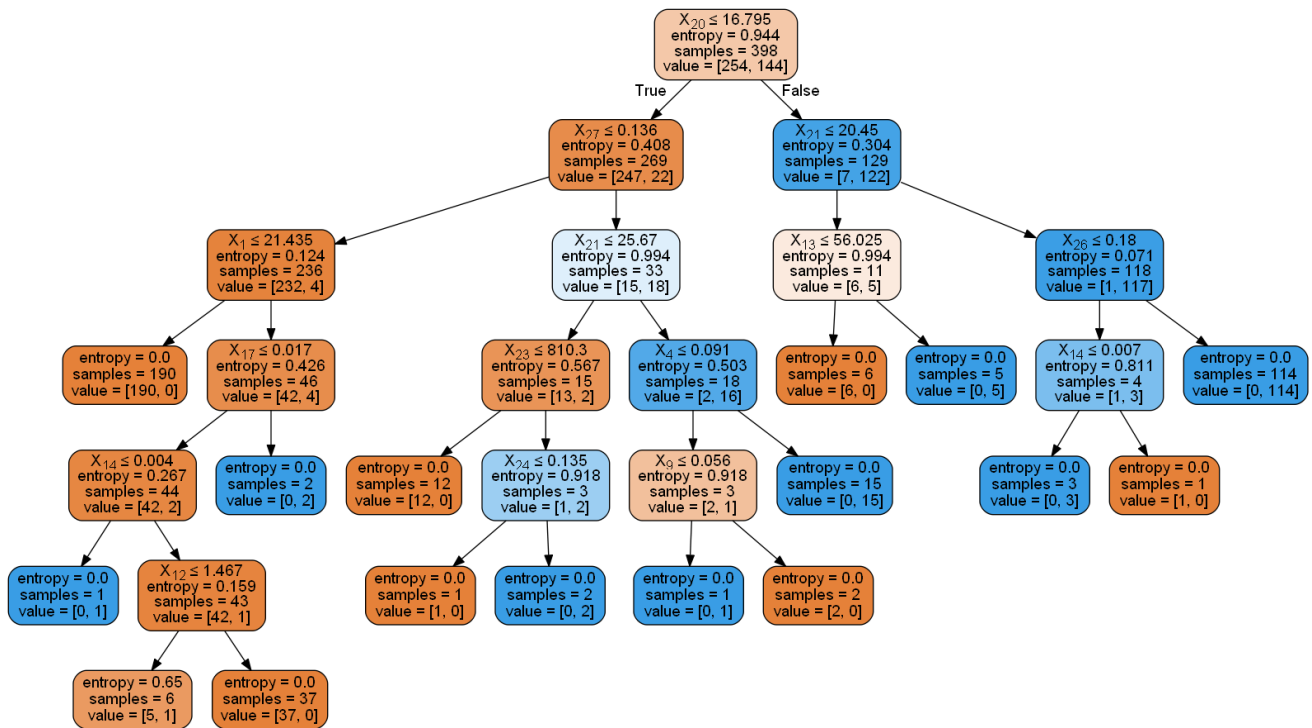 X20 ≤ 16.795
entropy = 0.944
samples = 398
value = [254, 144]
True
False
X27 ≤ 0.136
entropy = 0.408
samples = 269
value = [247, 22]
X21 ≤ 20.45
entropy = 0.304
samples = 129
value = [7, 122]
X1 ≤ 21.435
entropy = 0.124
samples = 236
value = [232, 4]
X21 ≤ 25.67
entropy = 0.994
samples = 33
value = [15, 18]
X13 ≤ 56.025
entropy = 0.994
samples = 11
value = [6, 5]
X26 ≤ 0.18
entropy = 0.071
samples = 118
value = [1, 117]
entropy = 0.0
samples = 190
value = [190, 0]
X17 ≤ 0.017
entropy = 0.426
samples = 46
value = [42, 4]
X23 ≤ 810.3
entropy = 0.567
samples = 15
value = [13, 2]
X4 ≤ 0.091
entropy = 0.503
samples = 18
value = [2, 16]
entropy = 0.0
samples = 6
value = [6, 0]
entropy = 0.0
samples = 5
value = [0, 5]
X14 ≤ 0.007
entropy = 0.811
samples = 4
value = [1, 3]
entropy = 0.0
samples = 114
value = [0, 114]
X14 ≤ 0.004
entropy = 0.267
samples = 44
value = [42, 2]
entropy = 0.0
samples = 2
value = [0, 2]
entropy = 0.0
samples = 12
value = [12, 0]
X24 ≤ 0.135
entropy = 0.918
samples = 3
value = [1, 2]
X9 ≤ 0.056
entropy = 0.918
samples = 3
value = [2, 1]
entropy = 0.0
samples = 15
value = [0, 15]
entropy = 0.0
samples = 3
value = [0, 3]
entropy = 0.0
samples = 1
value = [1, 0]
entropy = 0.0
samples = 1
value = [0, 1]
X12 ≤ 1.467
entropy = 0.159
samples = 43
value = [42, 1]
entropy = 0.0
samples = 1
value = [1, 0]
entropy = 0.0
samples = 2
value = [0, 2]
entropy = 0.0
samples = 1
value = [0, 1]
entropy = 0.0
samples = 2
value = [2, 0]
entropy = 0.65
samples = 6
value = [5, 1]
entropy = 0.0
samples = 37
value = [37, 0]